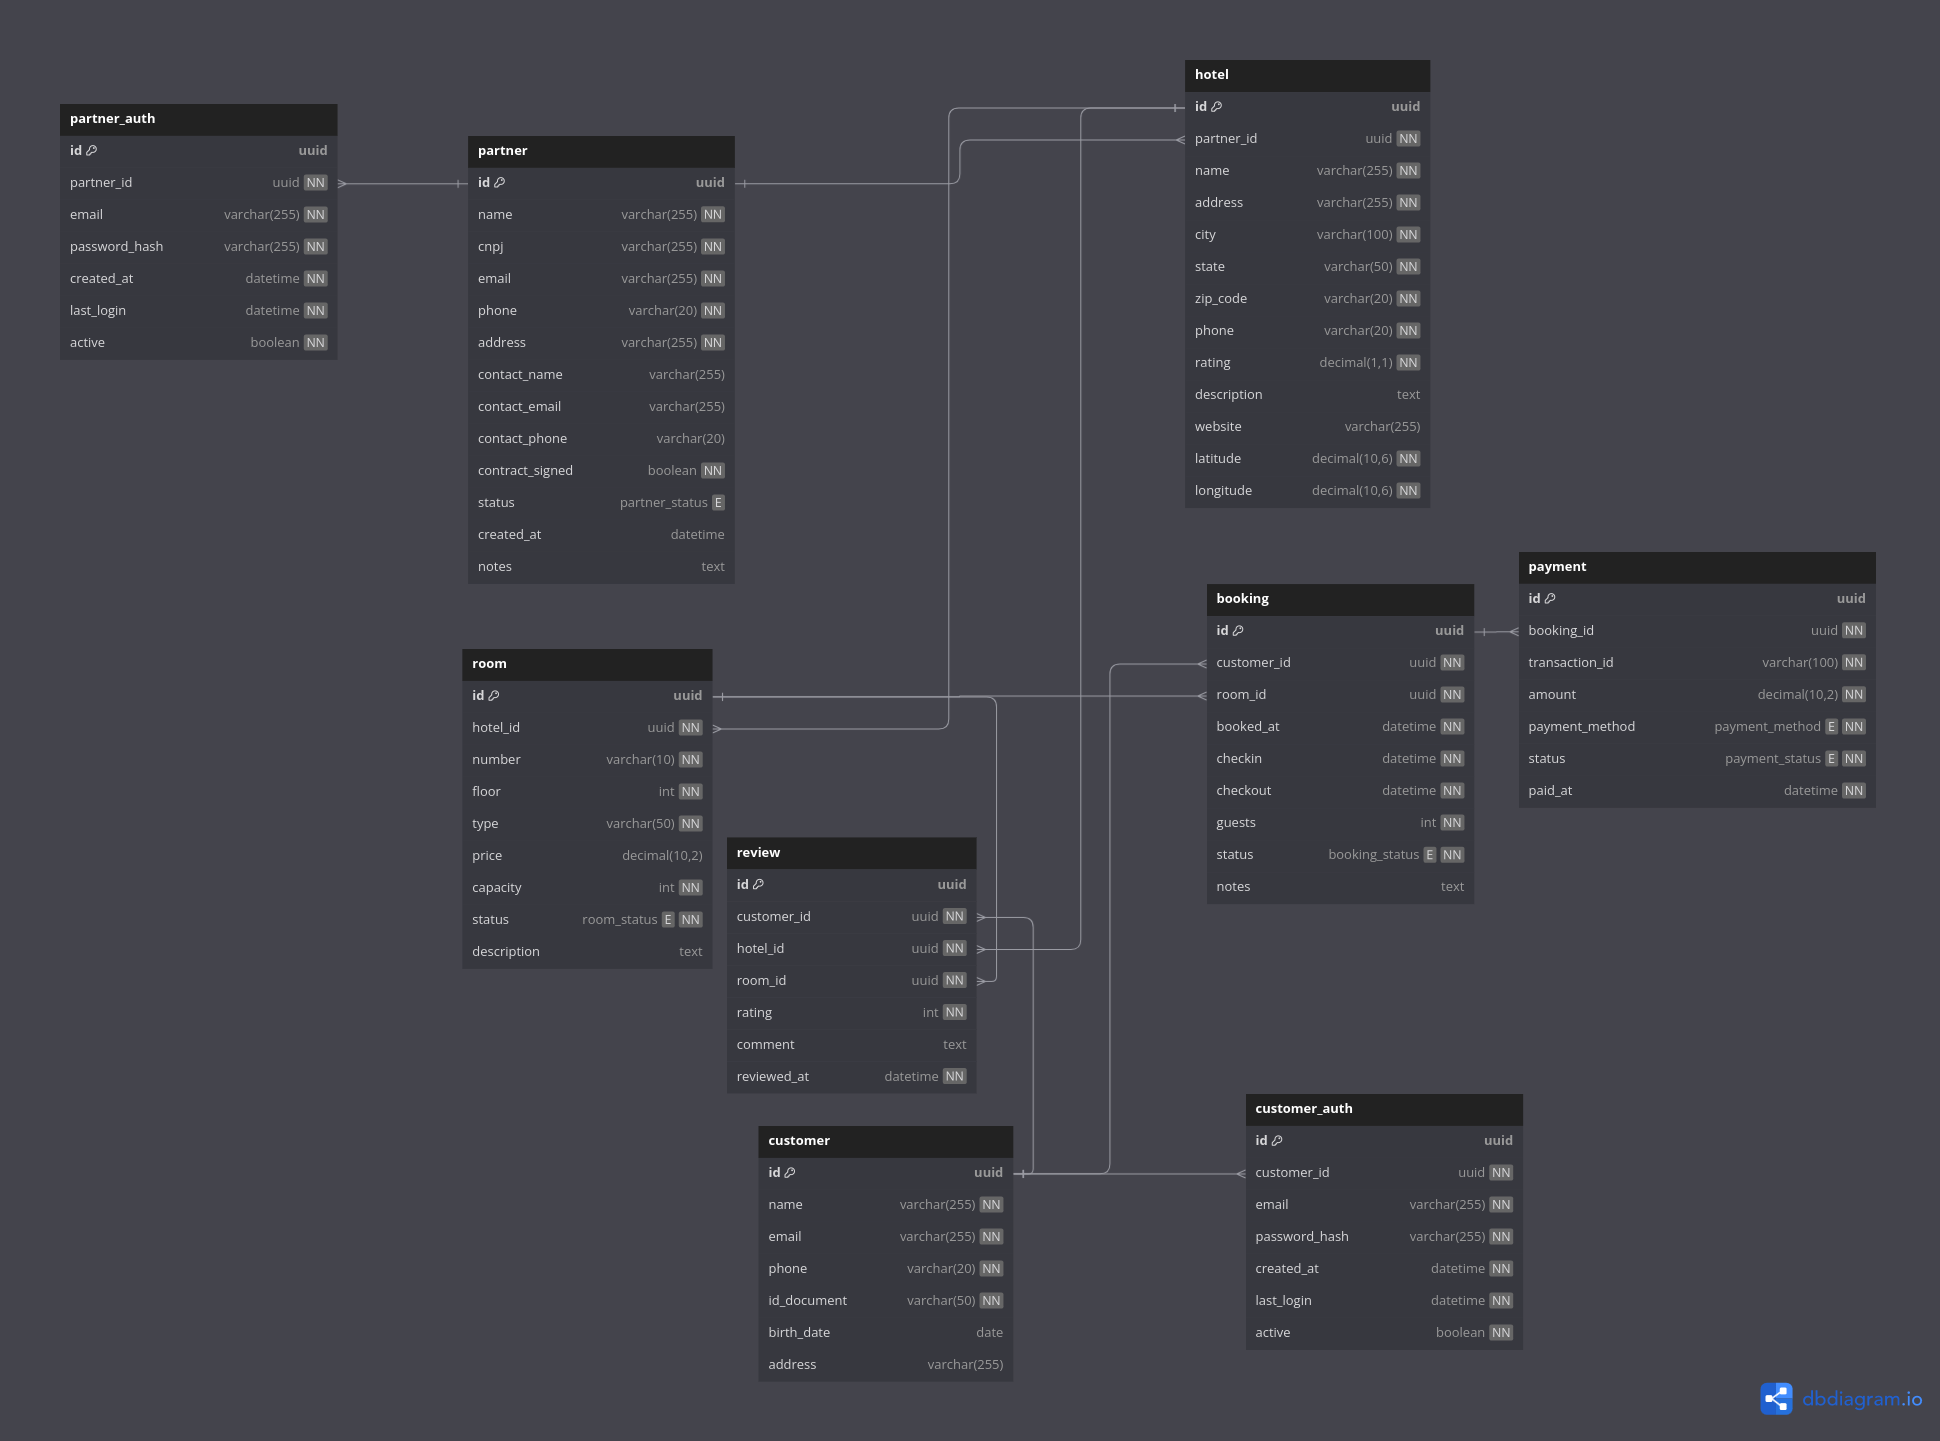 partner_auth
id uuid
partner_id uuid NN
email varchar(255) NN
password_hash varchar(255) NN
created_at datetime NN
last_login datetime NN
active boolean NN
partner
id uuid
name varchar(255) NN
cnpj varchar(255) NN
email varchar(255) NN
phone varchar(20) NN
address varchar(255) NN
contact_name varchar(255)
contact_email varchar(255)
contact_phone varchar(20)
contract_signed boolean NN
status partner_status E
created_at datetime
notes text
hotel
id uuid
partner_id uuid NN
name varchar(255) NN
address varchar(255) NN
city varchar(100) NN
state varchar(50) NN
zip_code varchar(20) NN
phone varchar(20) NN
rating decimal(1,1) NN
description text
website varchar(255)
latitude decimal(10,6) NN
longitude decimal(10,6) NN
room
id uuid
hotel_id uuid NN
number varchar(10) NN
floor int NN
type varchar(50) NN
price decimal(10,2)
capacity int NN
status room_status E NN
description text
booking
id uuid
customer_id uuid NN
room_id uuid NN
booked_at datetime NN
checkin datetime NN
checkout datetime NN
guests int NN
status booking_status E NN
notes text
payment
id uuid
booking_id uuid NN
transaction_id varchar(100) NN
amount decimal(10,2) NN
payment_method payment_method E NN
status payment_status E NN
paid_at datetime NN
review
id uuid
customer_id uuid NN
hotel_id uuid NN
room_id uuid NN
rating int NN
comment text
reviewed_at datetime NN
customer
id uuid
name varchar(255) NN
email varchar(255) NN
phone varchar(20) NN
id_document varchar(50) NN
birth_date date
address varchar(255)
customer_auth
id uuid
customer_id uuid NN
email varchar(255) NN
password_hash varchar(255) NN
created_at datetime NN
last_login datetime NN
active boolean NN
dbdiagram.io